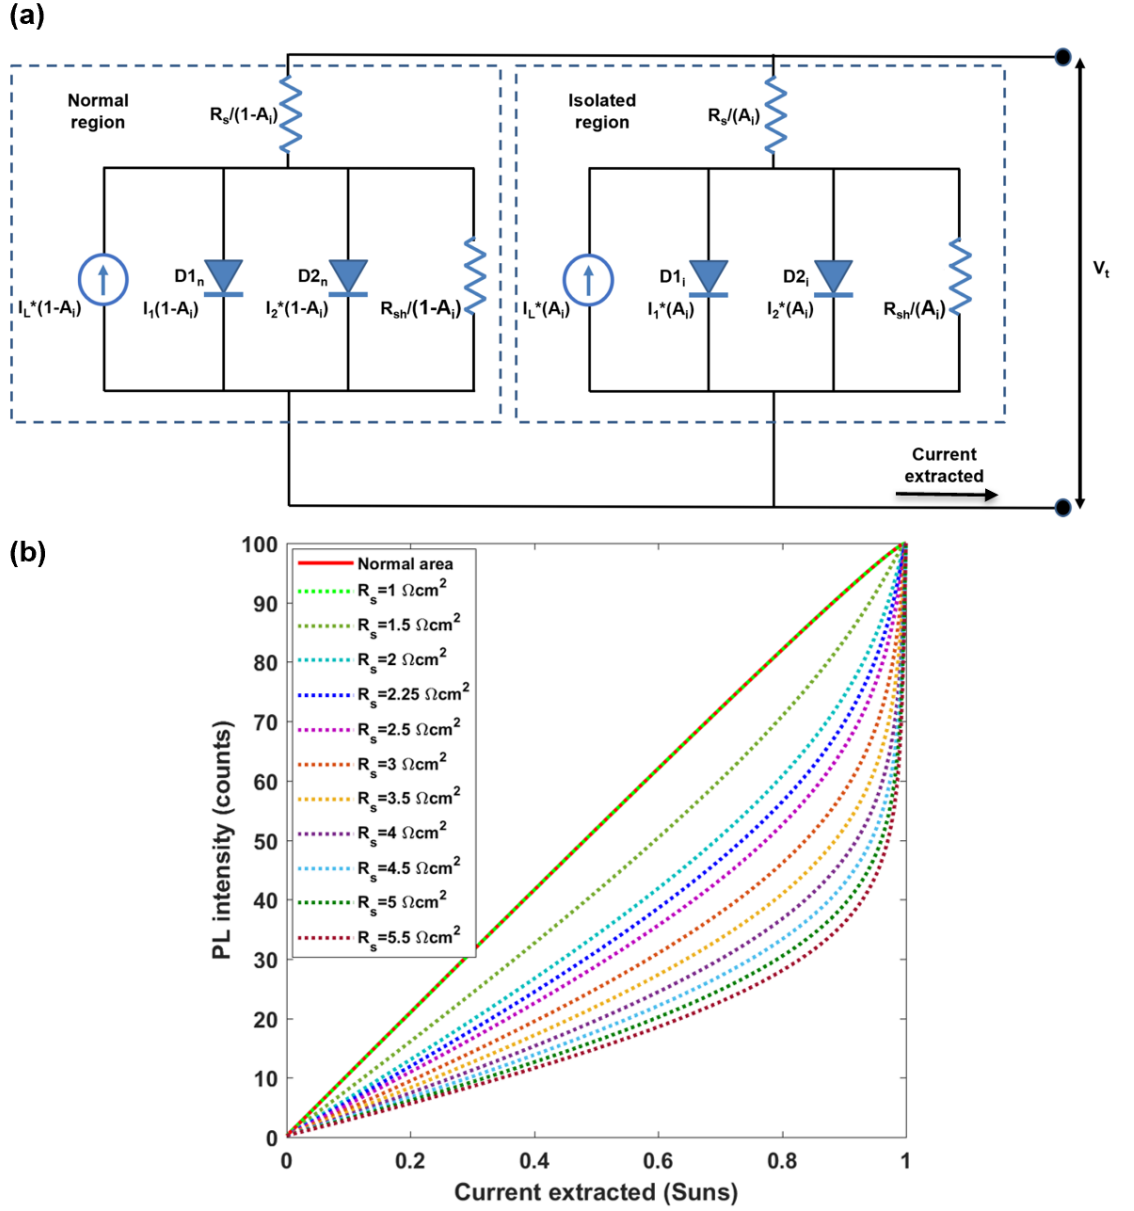 (a)
Normal
region
Rs/(1-Ai)
Isolated
region
Rs/(Ai)
D1n
D2n
IL*(1-Ai)
I1(1-Ai)
I2*(1-Ai)
Rsh/(1-Ai)
D1i
D2i
IL*(Ai)
I1*(Ai)
I2*(Ai)
Rsh/(Ai)
Vt
Current
extracted
(b)
100
90
80
70
60
50
40
30
20
10
0
PL intensity (counts)
Normal area
Rs=1 Ωcm2
Rs=1.5 Ωcm2
Rs=2 Ωcm2
Rs=2.25 Ωcm2
Rs=2.5 Ωcm2
Rs=3 Ωcm2
Rs=3.5 Ωcm2
Rs=4 Ωcm2
Rs=4.5 Ωcm2
Rs=5 Ωcm2
Rs=5.5 Ωcm2
0 0.2 0.4 0.6 0.8 1
Current extracted (Suns)